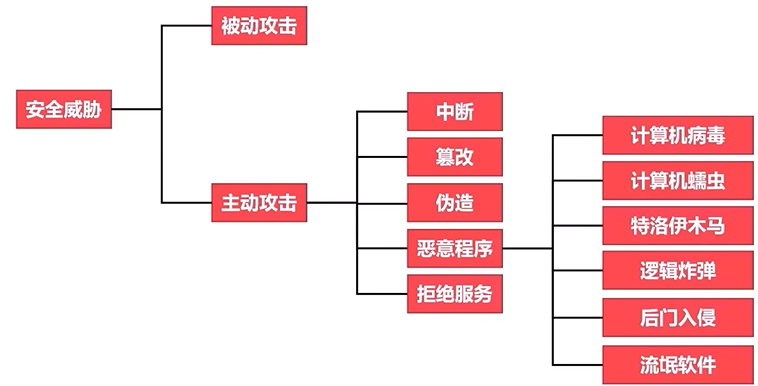 安全威胁
被动攻击
主动攻击
中断
篡改
伪造
恶意程序
拒绝服务
计算机病毒
计算机蠕虫
特洛伊木马
逻辑炸弹
后门入侵
流氓软件